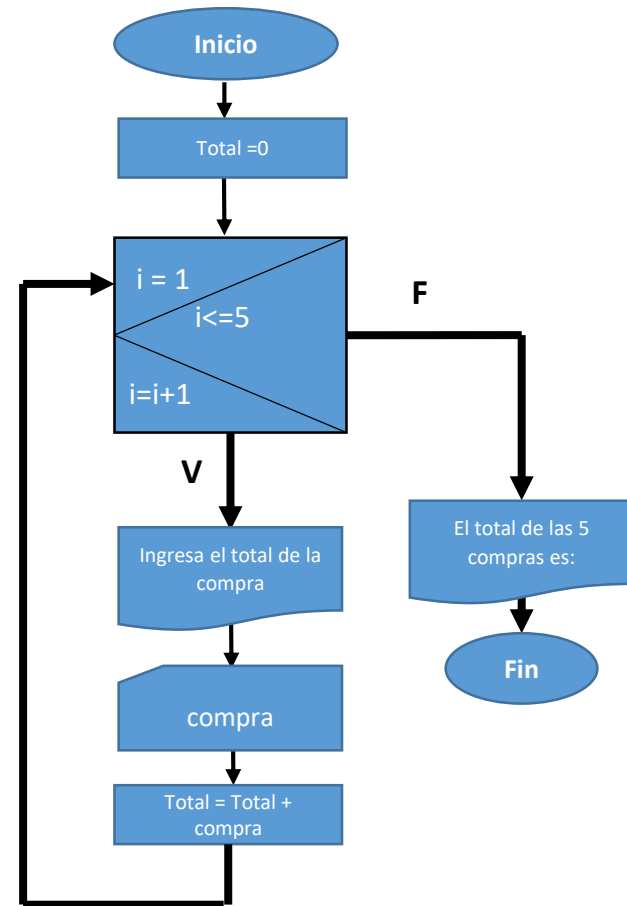 Inicio
Total =0
i = 1
i<=5
i=i+1
F
V
Ingresa el total de la
compra
El total de las 5
compras es:
compra
Fin
Total = Total +
compra